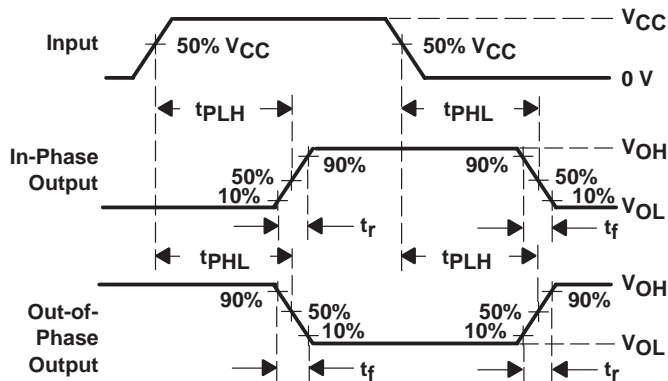 VCC
Input
50% VCC
50% VCC
0 V
tPLH
tPHL
In-Phase
Output
VOH
90%
90%
50%
50%
10%
10%
VOL
tr
tf
tPHL
tPLH
VOH
90%
90%
Out-of-
Phase
Output
50%
50%
10%
10%
VOL
tf
tr